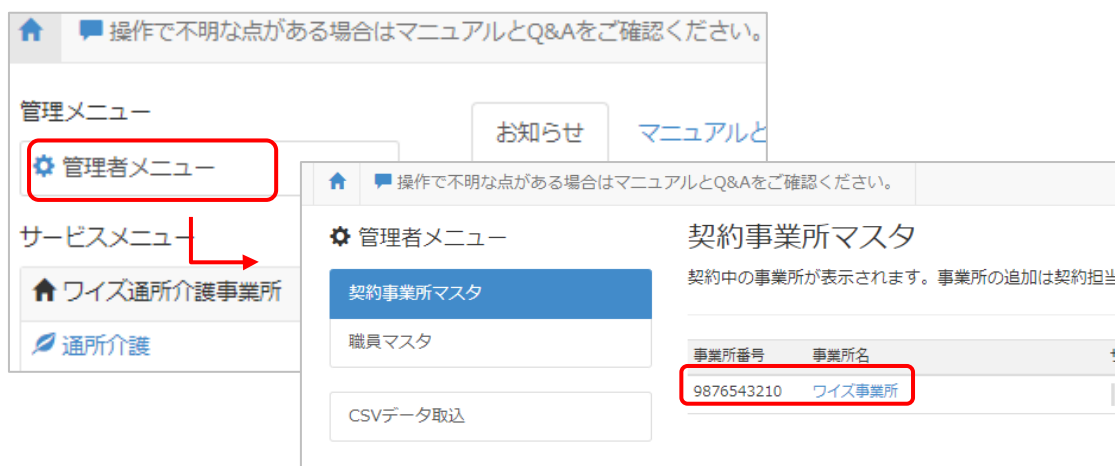 操作で不明な点がある場合はマニュアルとQ&Aをご確認ください。
管理メニュー
管理者メニュー
お知らせ
マニュアルと
サービスメニュー
ワイズ通所介護事業所
通所介護
操作で不明な点がある場合はマニュアルとQ&Aをご確認ください。
管理者メニュー
契約事業所マスタ
職員マスタ
CSVデータ取込
契約事業所マスタ
契約中の事業所が表示されます。事業所の追加は契約担当
事業所番号 事業所名
9876543210 ワイズ事業所